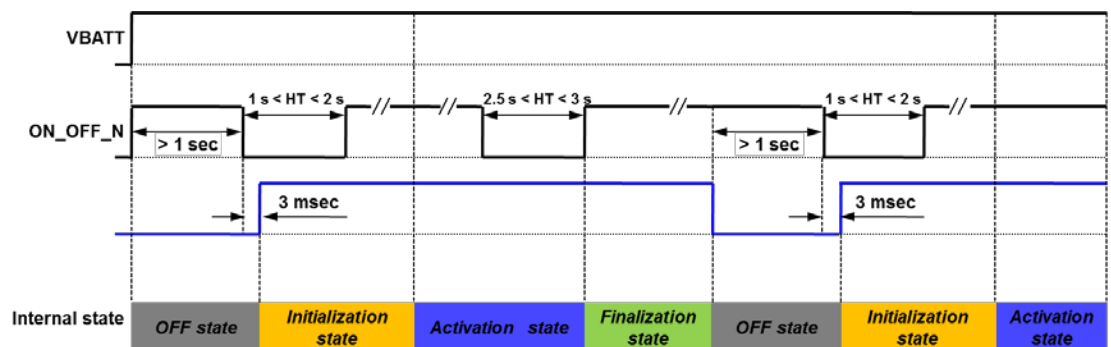 VBATT
1 s < HT < 2 s
2.5 s < HT < 3 s
1 s < HT < 2 s
ON_OFF_N
> 1 sec
> 1 sec
3 msec
3 msec
Internal state
OFF state
Initialization
state
Activation state
Finalization
state
OFF state
Initialization
state
Activation
state